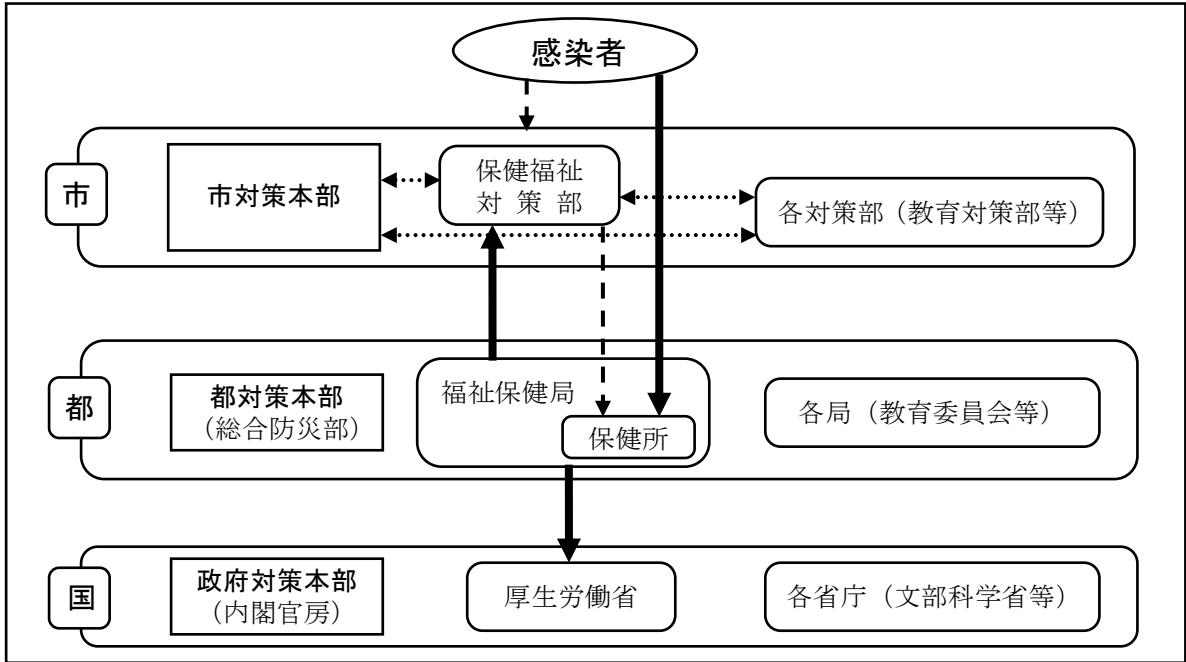 感染者
市
市対策本部
保健福祉
対策部
各対策部（教育対策部等）
都
都対策本部
（総合防災部）
福祉保健局
保健所
各局（教育委員会等）
国
政府対策本部
（内閣官房）
厚生労働省
各省庁（文部科学省等）